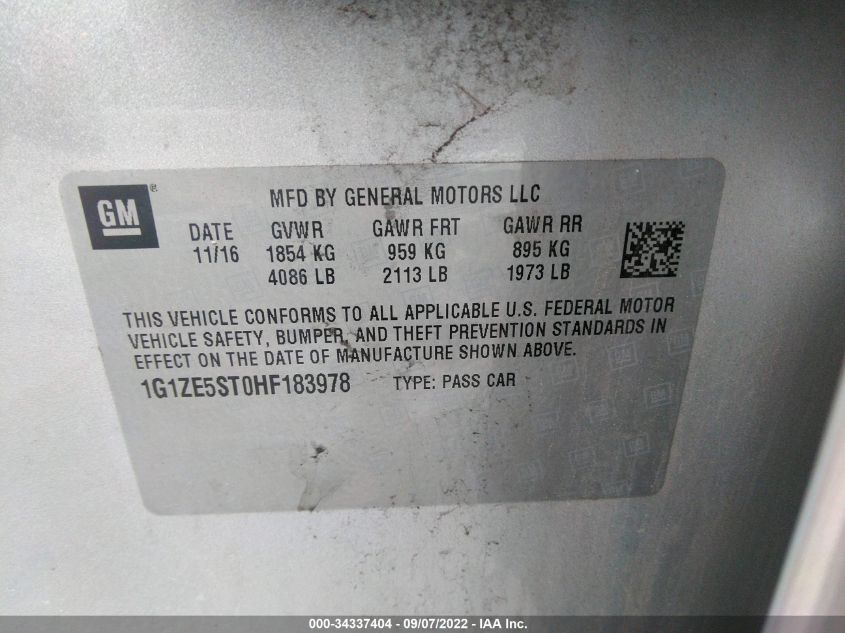 GM ®
MFD BY GENERAL MOTORS LLC
DATE GVWR GAWR FRT GAWR RR
11/16 1854 KG 959 KG 895 KG
4086 LB 2113 LB 1973 LB
THIS VEHICLE CONFORMS TO ALL APPLICABLE U.S. FEDERAL MOTOR
VEHICLE SAFETY, BUMPER, AND THEFT PREVENTION STANDARDS IN
EFFECT ON THE DATE OF MANUFACTURE SHOWN ABOVE.
1G1ZE5ST0HF183978 TYPE: PASS CAR
000-34337404 - 09/07/2022 - IAA Inc.